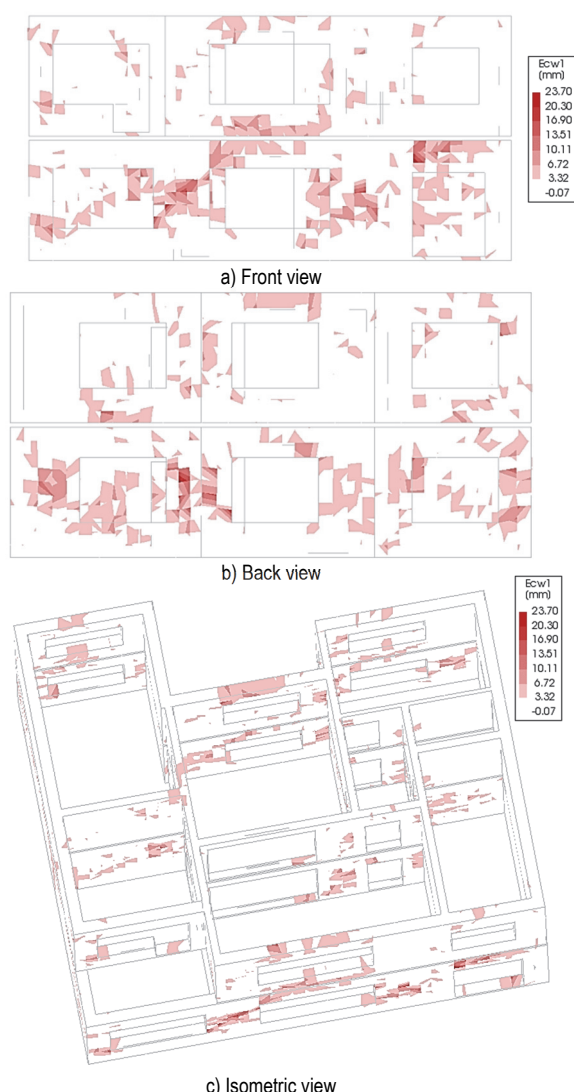 Ecw1
(mm)
23.70
20.30
16.90
13.51
10.11
6.72
3.32
-0.07
a) Front view
b) Back view
Ecw1
(mm)
23.70
20.30
16.90
13.51
10.11
6.72
3.32
-0.07
c) Isometric view